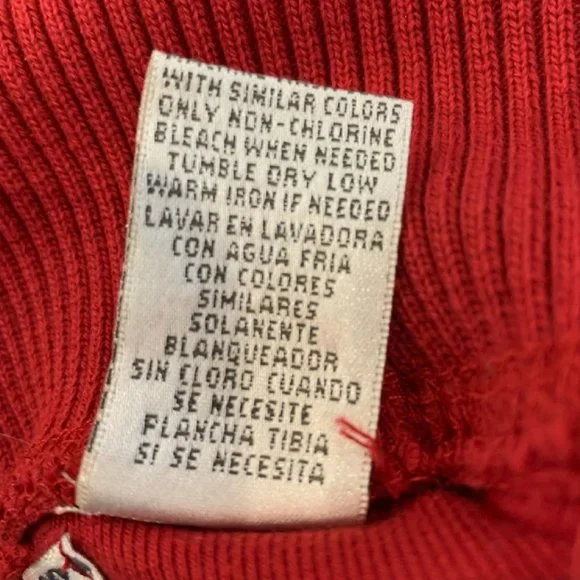 WITH SIMILAR COLORS
ONLY NON-CHLORINE
BLEACH WHEN NEEDED
TUMBLE DRY LOW
WARM IRON IF NEEDED
LAVAR EN LAVADORA
CON AGUA FRIA
CON COLORES
SIMILARES
SOLANENTE
BLANQUEADOR
SIN CLORO CUANDO
SE NECESITE
PLANCHA TIBIA
SI SE NECESITA